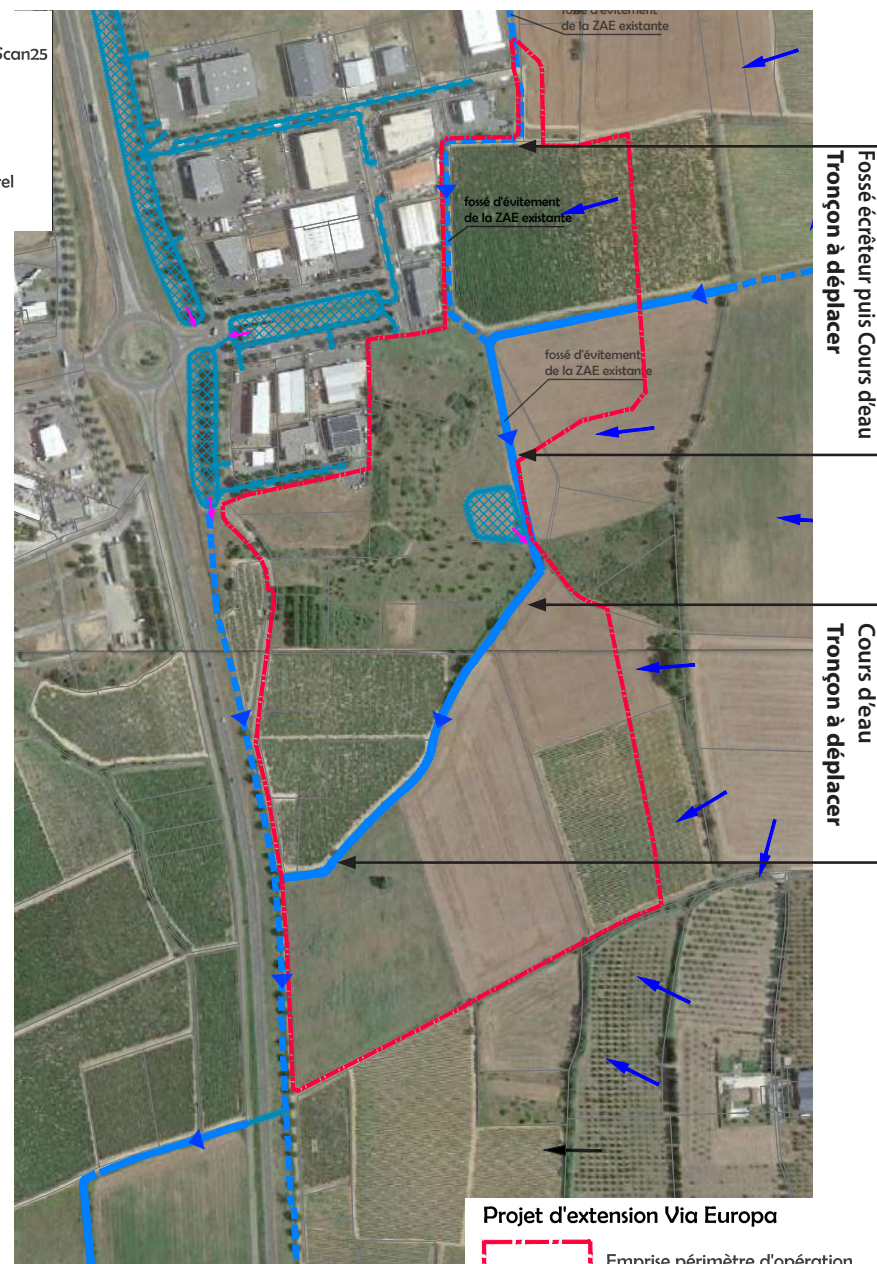 Scan25
rel
fossé d'évitement
de la ZAE existante
fossé d'évitement
de la ZAE existante
fossé d'évitement
de la ZAE existante
Fossé écrêteur puis Cours d'eau
Tronçon à déplacer
Cours d'eau
Tronçon à déplacer
Projet d'extension Via Europa
Emprise périmètre d'opération